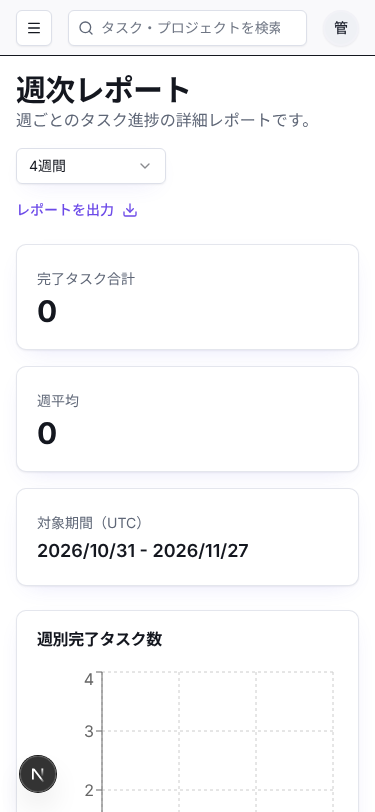 タスク・プロジェクトを検索
管
週次レポート
週ごとのタスク進捗の詳細レポートです。
4週間
レポートを出力
完了タスク合計
0
週平均
0
対象期間（UTC）
2026/10/31 - 2026/11/27
週別完了タスク数
4
3
2
N